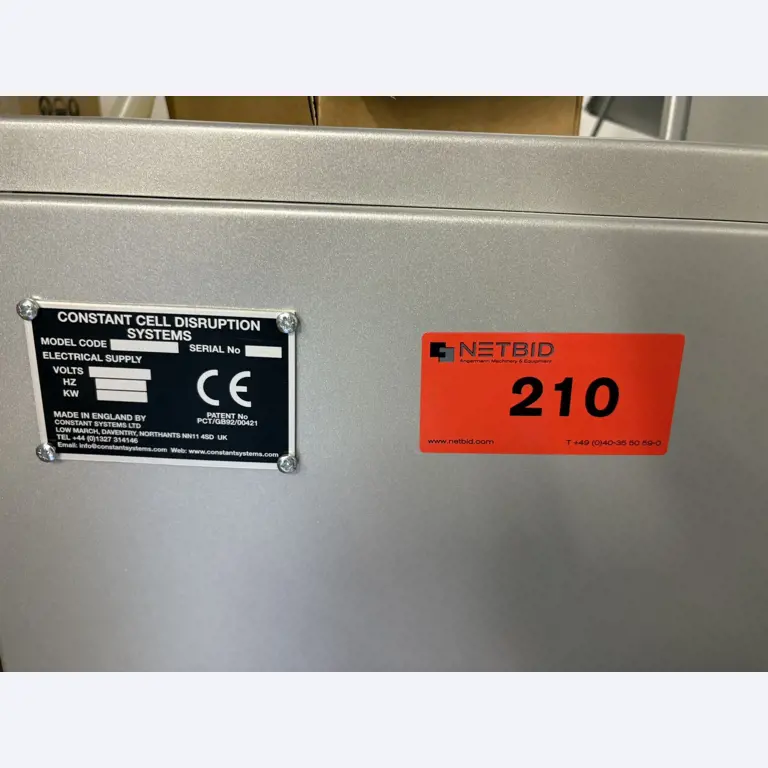 CONSTANT CELL DISRUPTION
SYSTEMS
MODEL CODE
SERIAL No
ELECTRICAL SUPPLY
VOLTS
HZ
KW
CE
PATENT No
PCT/GB92/00421
MADE IN ENGLAND BY
CONSTANT SYSTEMS LTD
LOW MARCH, DAVENTRY, NORTHANTS NN11 4SD UK
TEL +44 (0)1327 314146
Email: info@constantsystems.com Web: www.constantsystems.com
NETBID
Angermann Machinery & Equipment
210
www.netbid.com
T +49 (0)40-35 50 59-0